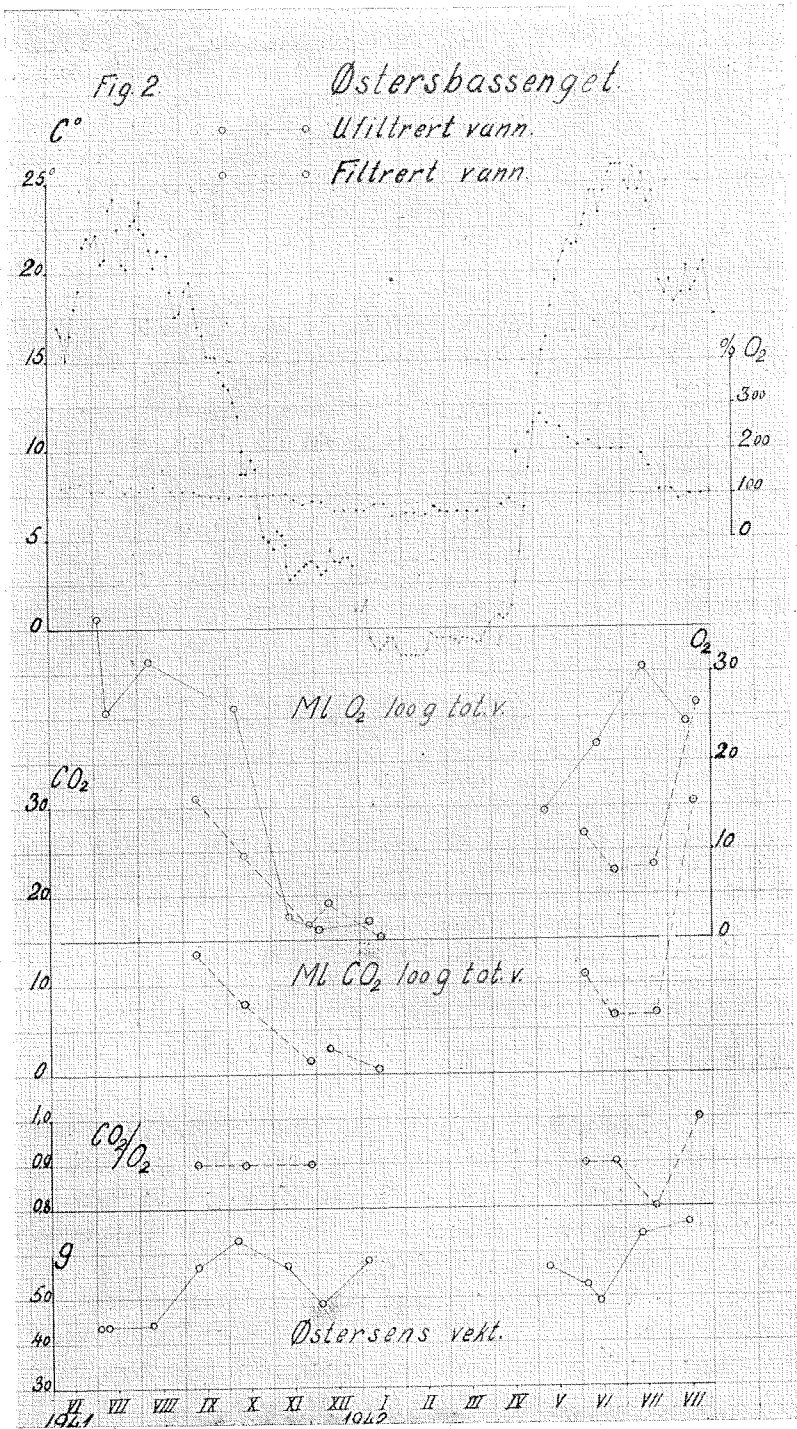 Fig. 2.
Østersbassenget.
C°
Ufiltrert vann.
Filtrert vann.
25°
20
15
10
5
0
% O₂
300
200
100
0
O₂
30
20
10
0
Ml O₂ 100 g tot. v.
CO₂
30
20
10
0
Ml CO₂ 100 g tot. v.
1,0
0,9
0,8
CO₂/O₂
g
50
40
30
Østersens vekt.
VI VII VIII IX X XI XII I II III IV V VI VII VII
1941 1942